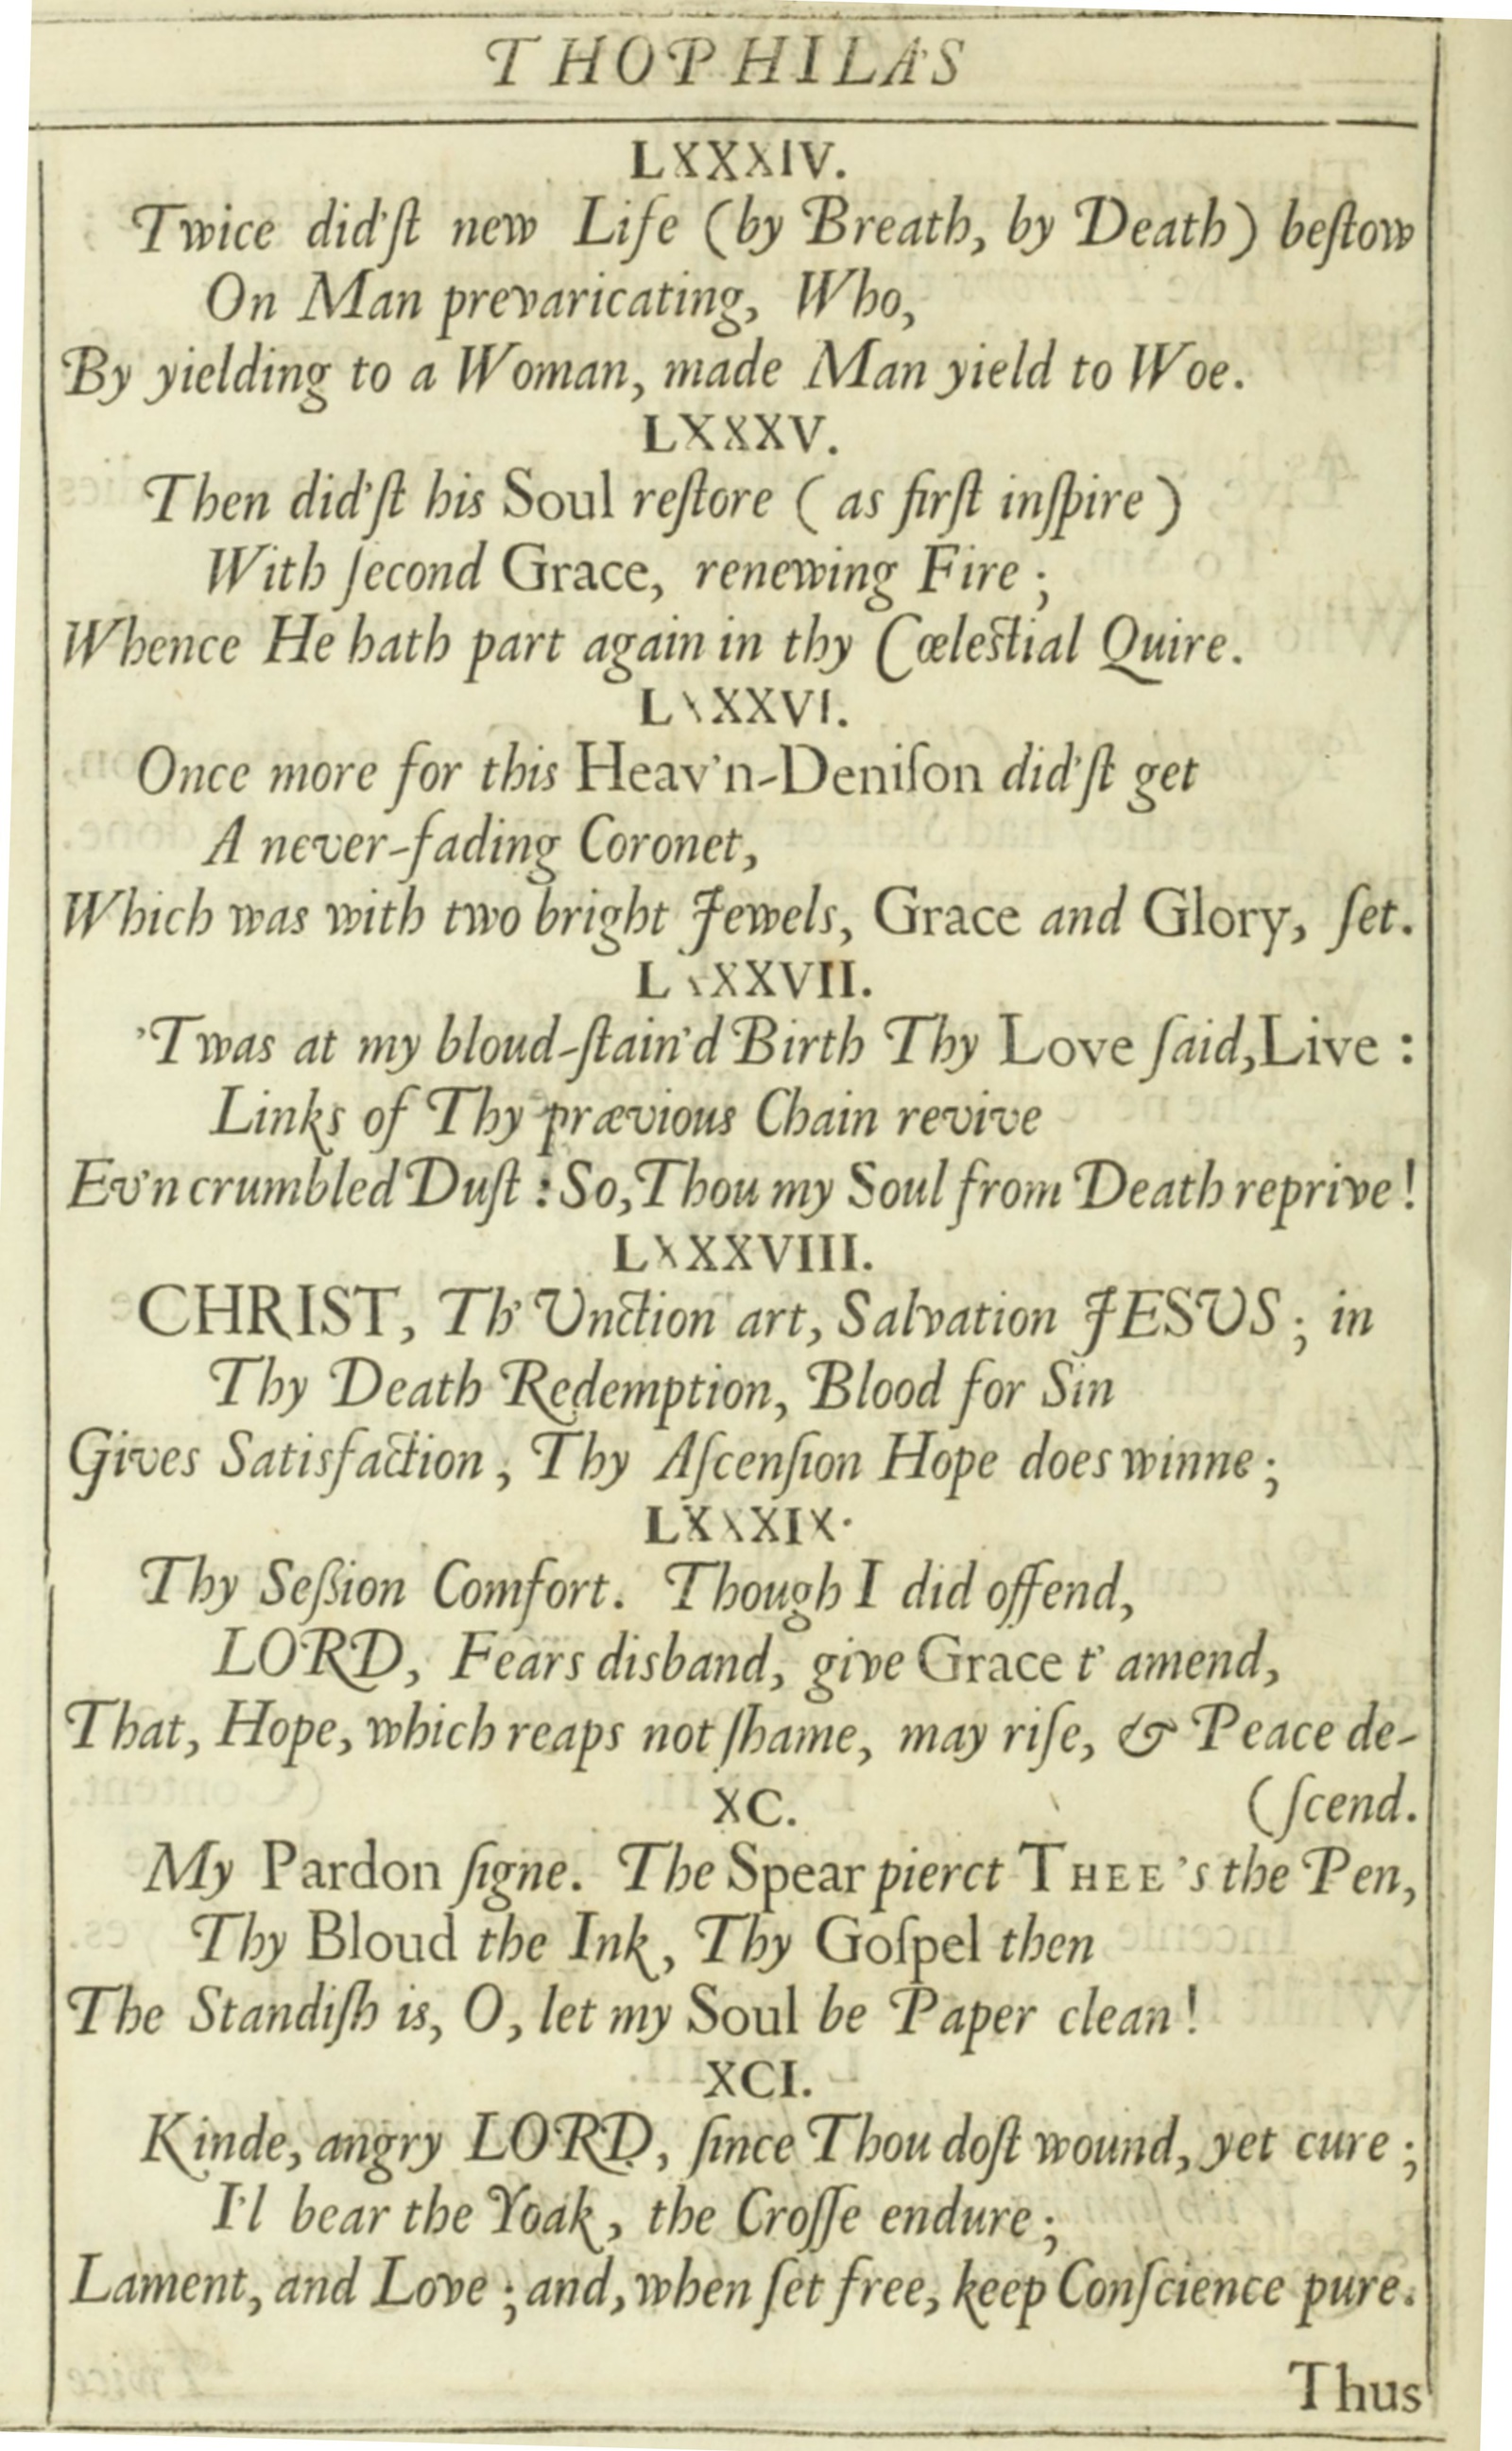 THOPHILA'S
LXXXIV.
Twice did'ſt new Life (by Breath, by Death) beſtow
On Man prevaricating, Who,
By yielding to a Woman, made Man yield to Woe.
LXXXV.
Then did'ſt his Soul reſtore (as firſt inſpire)
With ſecond Grace, renewing Fire;
Whence He hath part again in thy Cœleſtial Quire.
LXXXVI.
Once more for this Heav'n-Deniſon did'ſt get
A never-fading Coronet,
Which was with two bright Jewels, Grace and Glory, ſet.
LXXXVII.
'Twas at my bloud-ſtain'd Birth Thy Love ſaid, Live:
Links of Thy prævious Chain revive
Ev'n crumbled Duſt: So, Thou my Soul from Death reprive!
LXXXVIII.
CHRIST, Th' Unction art, Salvation JESUS; in
Thy Death Redemption, Blood for Sin
Gives Satisfaction, Thy Aſcenſion Hope does winne;
LXXXIX.
Thy Seſsion Comfort. Though I did offend,
LORD, Fears disband, give Grace t' amend,
That, Hope, which reaps not ſhame, may riſe, & Peace de-
(ſcend.
XC.
My Pardon ſigne. The Spear pierct THEE's the Pen,
Thy Bloud the Ink, Thy Goſpel then
The Standiſh is, O, let my Soul be Paper clean!
XCI.
Kinde, angry LORD, ſince Thou doſt wound, yet cure;
I'l bear the Yoak, the Croſſe endure;
Lament, and Love; and, when ſet free, keep Conſcience pure.
Thus